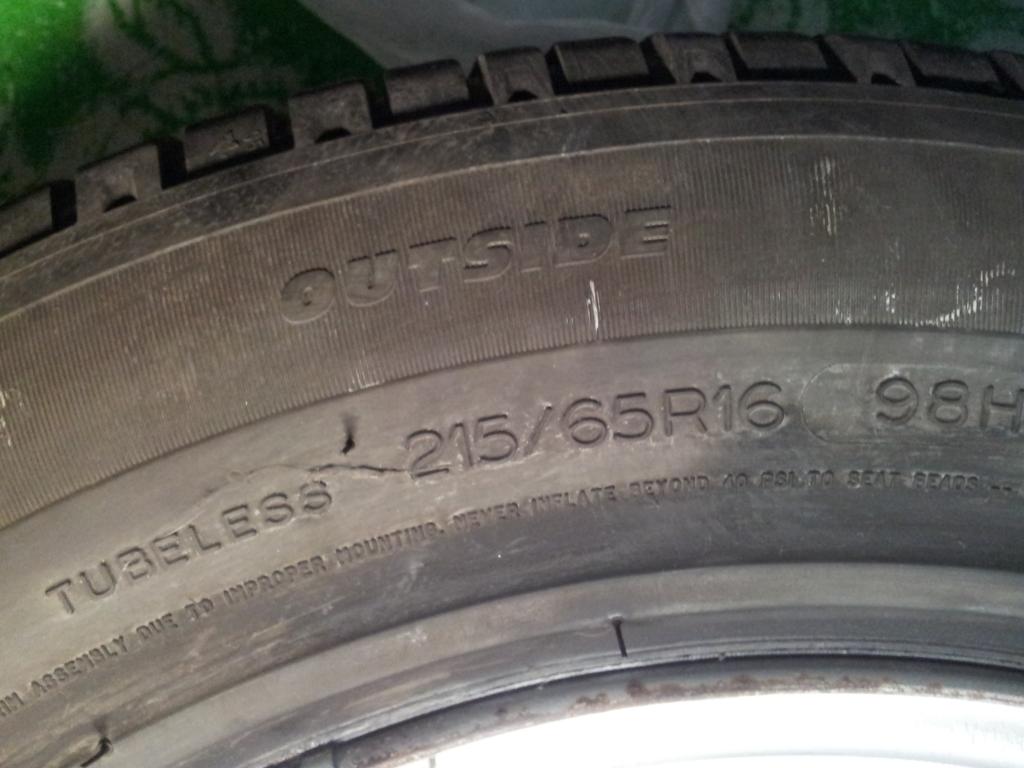 OUTSIDE
TUBELESS 215/65R16 98H
ASSEMBLY DUE TO IMPROPER MOUNTING. NEVER INFLATE BEYOND 40 PSI TO SEAT BEADS --